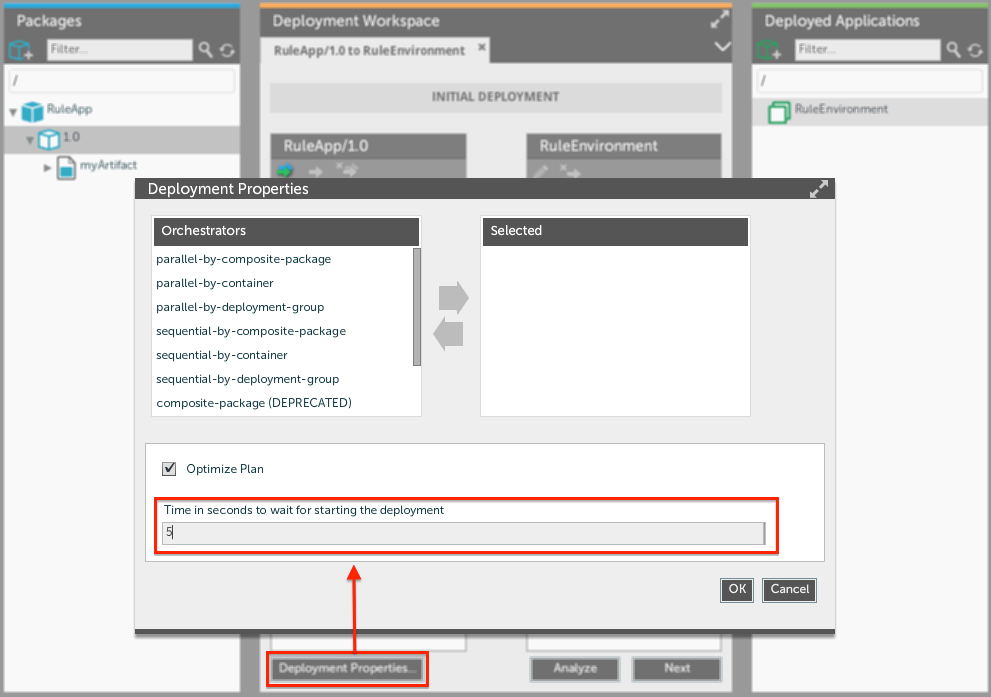 Packages
Filter...
/
RuleApp
1.0
myArtifact
Deployment Workspace
RuleApp/1.0 to RuleEnvironment
INITIAL DEPLOYMENT
RuleApp/1.0
RuleEnvironment
Deployed Applications
Filter...
/
RuleEnvironment
Deployment Properties
Orchestrators
parallel-by-composite-package
parallel-by-container
parallel-by-deployment-group
sequential-by-composite-package
sequential-by-container
sequential-by-deployment-group
composite-package (DEPRECATED)
Selected
Optimize Plan
Time in seconds to wait for starting the deployment
5
OK
Cancel
Deployment Properties...
Analyze
Next